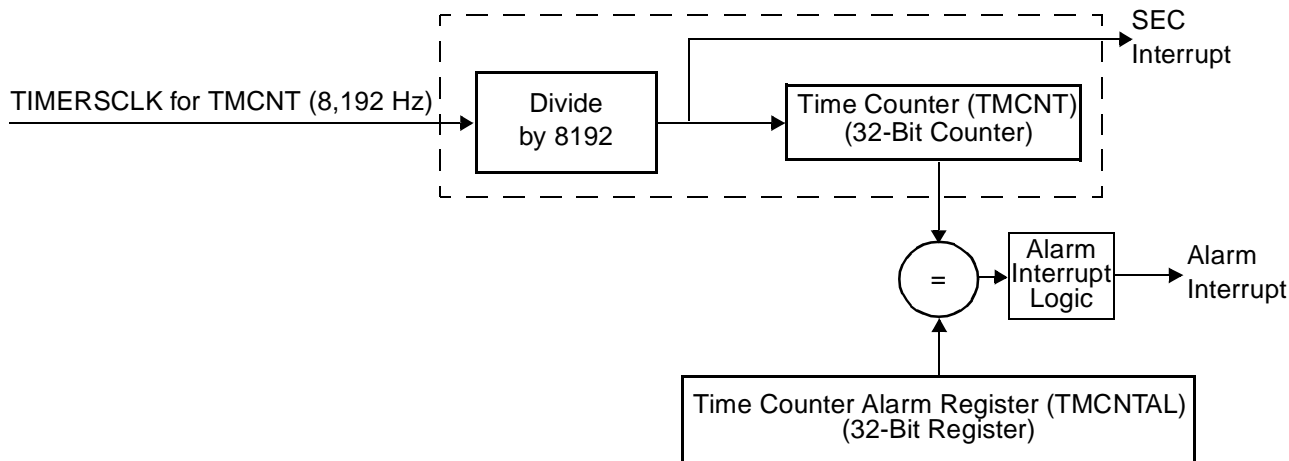 SEC
Interrupt
TIMERSCLK for TMCNT (8,192 Hz)
Divide
by 8192
Time Counter (TMCNT)
(32-Bit Counter)
=
Alarm
Interrupt
Logic
Alarm
Interrupt
Time Counter Alarm Register (TMCNTAL)
(32-Bit Register)